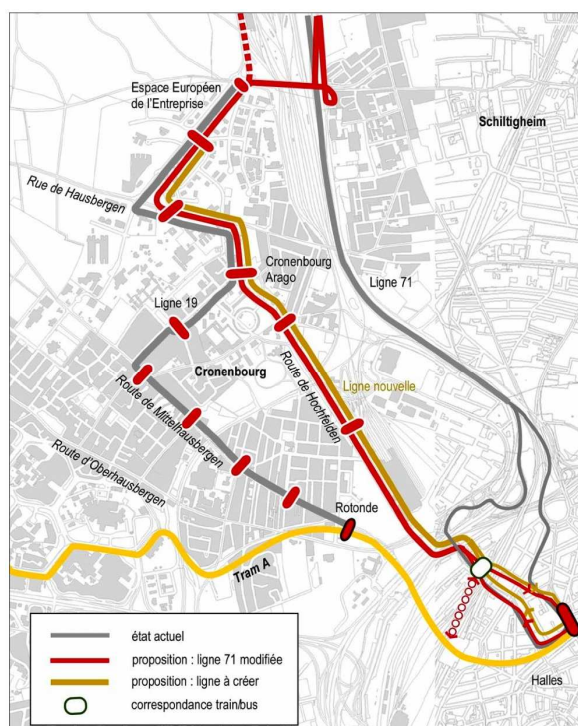 Espace Européen
de l'Entreprise
Schiltigheim
Rue de Hausbergen
Cronenbourg
Arago
Ligne 71
Ligne 19
Cronenbourg
Route de Hochfelden
Ligne nouvelle
Route de Mittelhausbergen
Route d'Oberhausbergen
Rotonde
Tram A
Halles
état actuel
proposition : ligne 71 modifiée
proposition : ligne à créer
correspondance train/bus